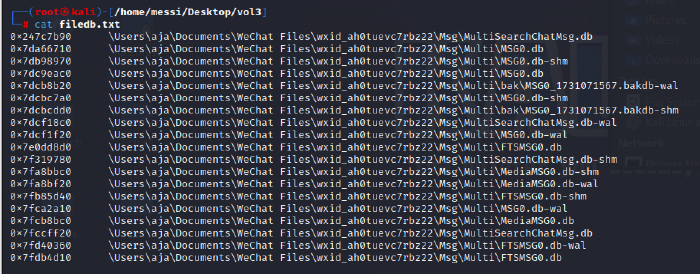 (root㉿kali)-[/home/messi/Desktop/vol3]
# cat filedb.txt
0×247c7b90 \Users\aja\Documents\WeChat Files\wxid_ah0tuevc7rbz22\Msg\MultiSearchChatMsg.db
0×7da66710 \Users\aja\Documents\WeChat Files\wxid_ah0tuevc7rbz22\Msg\Multi\MSG0.db
0×7db98970 \Users\aja\Documents\WeChat Files\wxid_ah0tuevc7rbz22\Msg\Multi\MSG0.db-shm
0×7dc9eac0 \Users\aja\Documents\WeChat Files\wxid_ah0tuevc7rbz22\Msg\Multi\MSG0.db
0×7dcb8b20 \Users\aja\Documents\WeChat Files\wxid_ah0tuevc7rbz22\Msg\Multi\bak\MSG0_1731071567.bakdb-wal
0×7dcbc7a0 \Users\aja\Documents\WeChat Files\wxid_ah0tuevc7rbz22\Msg\Multi\MSG0.db-shm
0×7dcbcdd0 \Users\aja\Documents\WeChat Files\wxid_ah0tuevc7rbz22\Msg\Multi\bak\MSG0_1731071567.bakdb-shm
0×7dcf18c0 \Users\aja\Documents\WeChat Files\wxid_ah0tuevc7rbz22\Msg\MultiSearchChatMsg.db-wal
0×7dcf1f20 \Users\aja\Documents\WeChat Files\wxid_ah0tuevc7rbz22\Msg\Multi\MSG0.db-wal
0×7e0dd8d0 \Users\aja\Documents\WeChat Files\wxid_ah0tuevc7rbz22\Msg\Multi\FTSMSG0.db
0×7f319780 \Users\aja\Documents\WeChat Files\wxid_ah0tuevc7rbz22\Msg\MultiSearchChatMsg.db-shm
0×7fa8bbc0 \Users\aja\Documents\WeChat Files\wxid_ah0tuevc7rbz22\Msg\Multi\MediaMSG0.db-shm
0×7fa8bf20 \Users\aja\Documents\WeChat Files\wxid_ah0tuevc7rbz22\Msg\Multi\MediaMSG0.db-wal
0×7fb85d40 \Users\aja\Documents\WeChat Files\wxid_ah0tuevc7rbz22\Msg\Multi\FTSMSG0.db-shm
0×7fca2a10 \Users\aja\Documents\WeChat Files\wxid_ah0tuevc7rbz22\Msg\Multi\MSG0.db-wal
0×7fcb8bc0 \Users\aja\Documents\WeChat Files\wxid_ah0tuevc7rbz22\Msg\Multi\MediaMSG0.db
0×7fccff20 \Users\aja\Documents\WeChat Files\wxid_ah0tuevc7rbz22\Msg\MultiSearchChatMsg.db
0×7fd40360 \Users\aja\Documents\WeChat Files\wxid_ah0tuevc7rbz22\Msg\Multi\FTSMSG0.db-wal
0×7fdb4d10 \Users\aja\Documents\WeChat Files\wxid_ah0tuevc7rbz22\Msg\Multi\FTSMSG0.db
Pictures
Videos
Downloads
Network